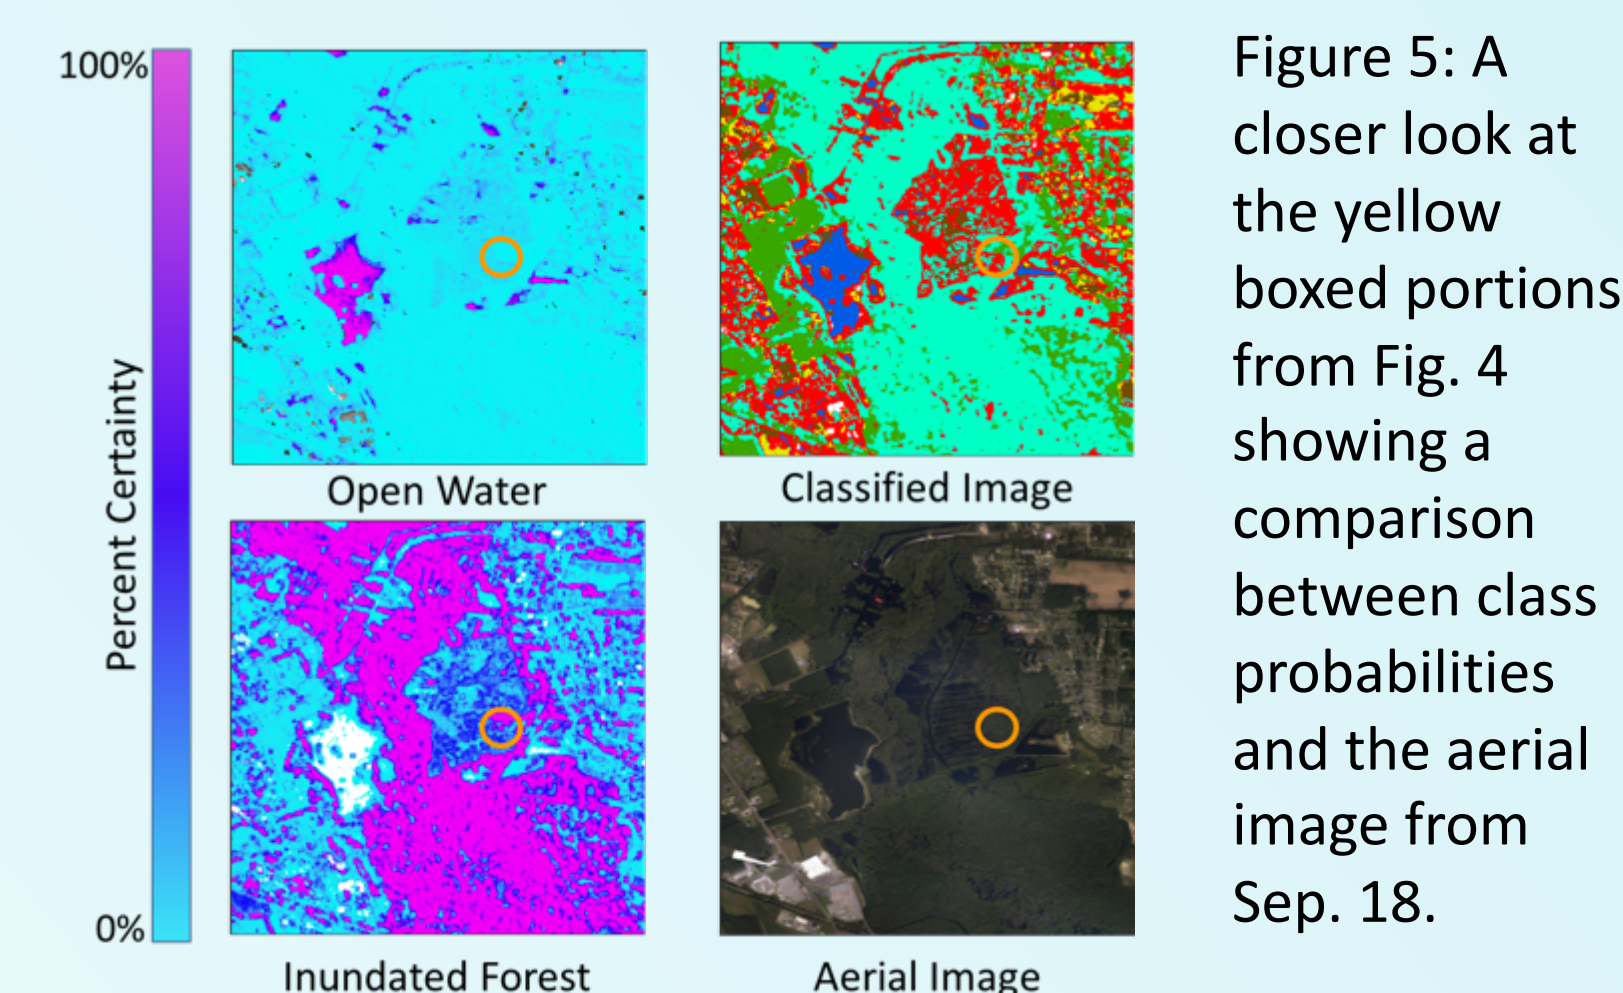 100%
Percent Certainty
0%
Open Water
Classified Image
Inundated Forest
Aerial Image
Figure 5: A
closer look at
the yellow
boxed portions
from Fig. 4
showing a
comparison
between class
probabilities
and the aerial
image from
Sep. 18.